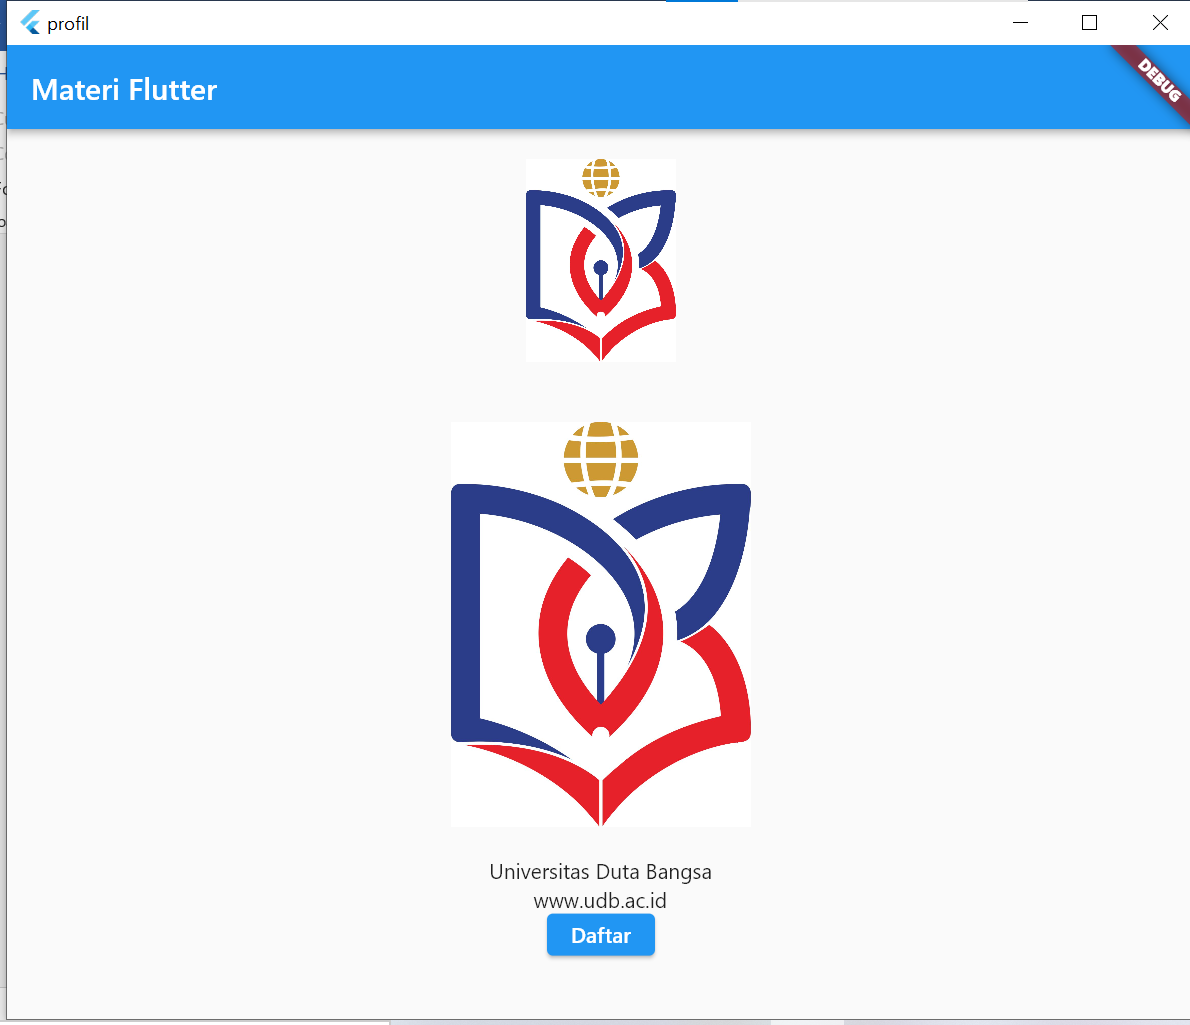 profil
Materi Flutter
DEBUG
Universitas Duta Bangsa
www.udb.ac.id
Daftar